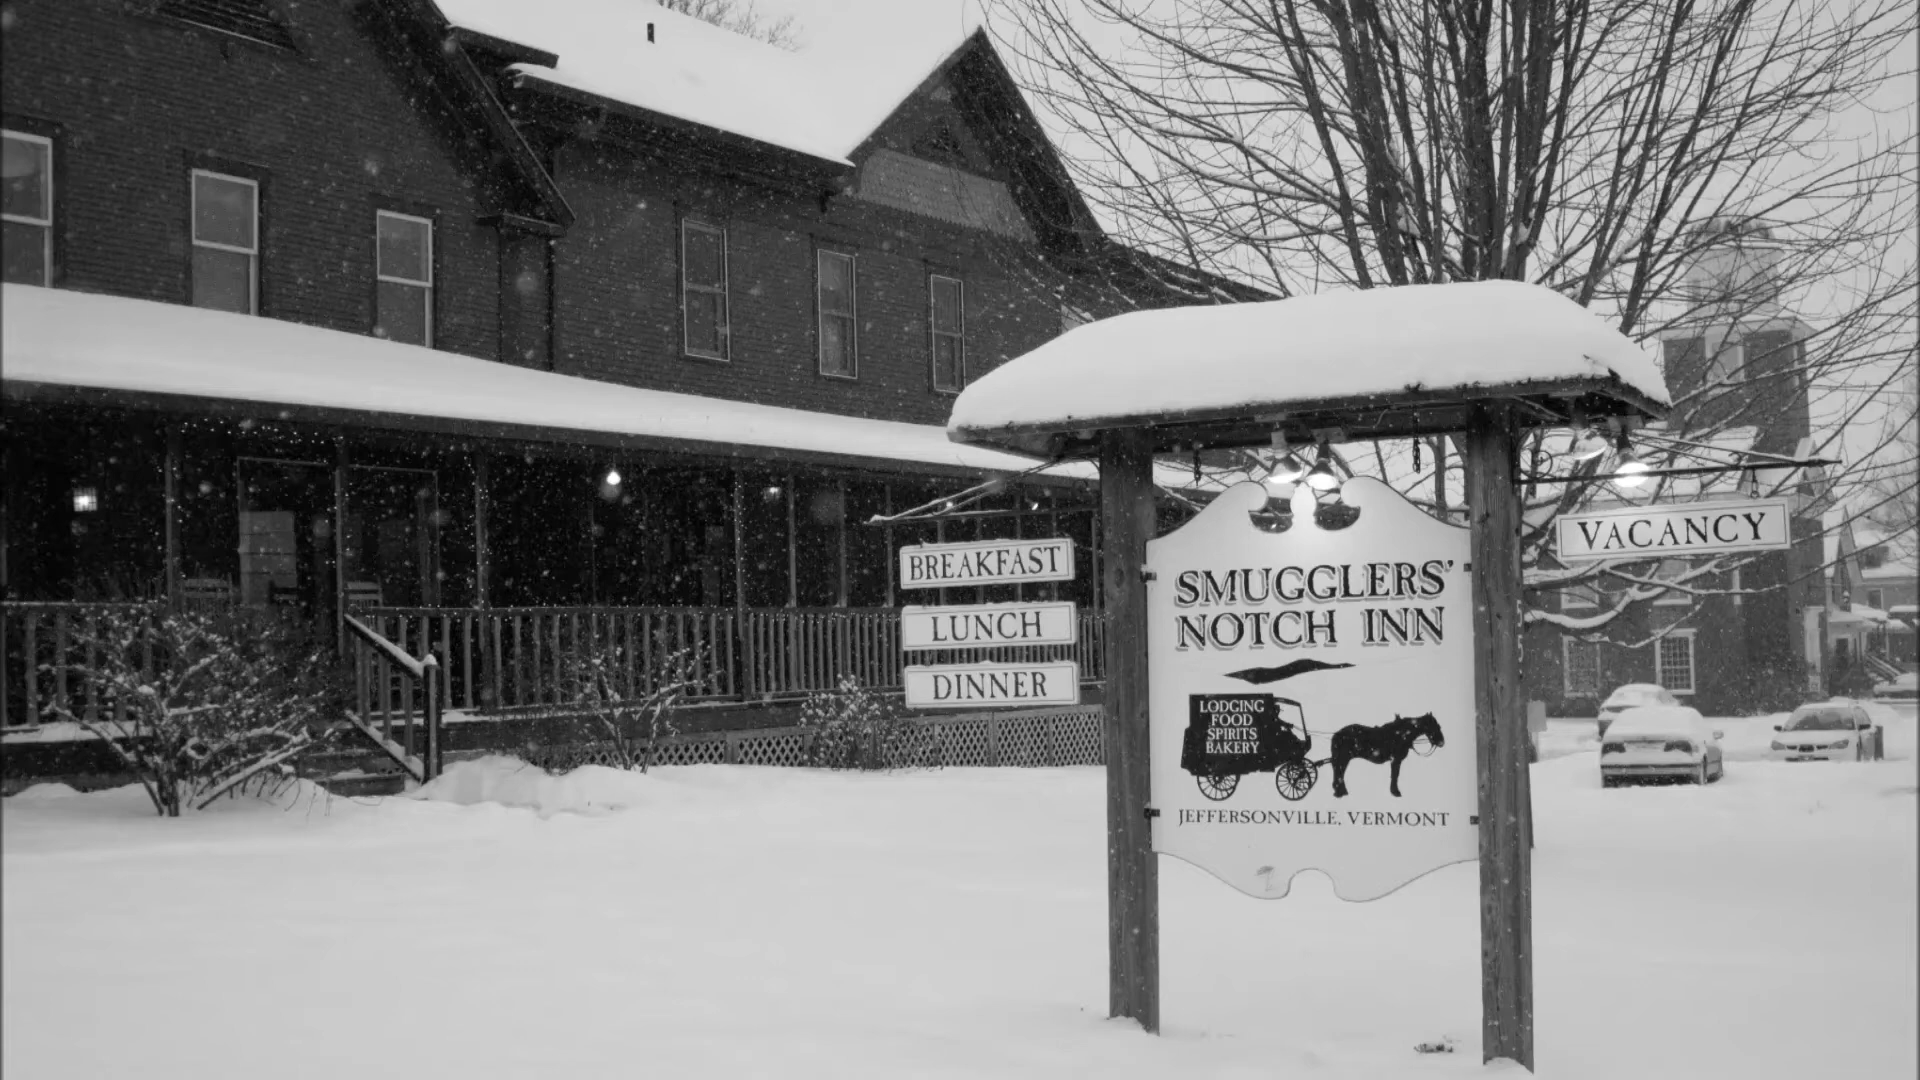 BREAKFAST
LUNCH
DINNER
SMUGGLERS'
NOTCH INN
LODGING
FOOD
SPIRITS
BAKERY
JEFFERSONVILLE, VERMONT
VACANCY